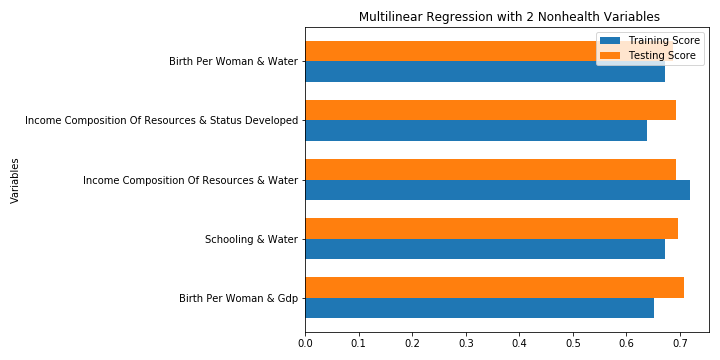 Multilinear Regression with 2 Nonhealth Variables
Training Score
Testing Score
Birth Per Woman & Water
Income Composition Of Resources & Status Developed
Income Composition Of Resources & Water
Schooling & Water
Birth Per Woman & Gdp
Variables
0.0 0.1 0.2 0.3 0.4 0.5 0.6 0.7